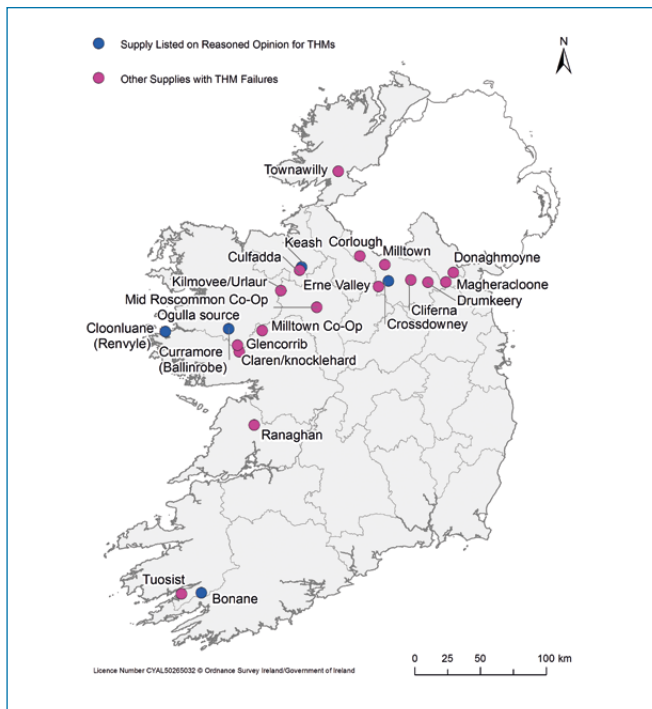 Supply Listed on Reasoned Opinion for THMs
Other Supplies with THM Failures
N
Townawilly
Keash
Culfadda
Corlough
Milltown
Donaghmoyne
Kilmovee/Urlaur
Erne Valley
Magheracloone
Mid Roscommon Co-Op
Drumkeery
Ogulla source
Cliferna
Cloonluane
(Renvyle)
Milltown Co-Op
Crossdowney
Curramore
(Ballinrobe)
Glencorrib
Claren/knocklehard
Ranaghan
Tuosist
Bonane
Licence Number CYAL50265032 © Ordnance Survey Ireland/Government of Ireland
0 25 50 100 km